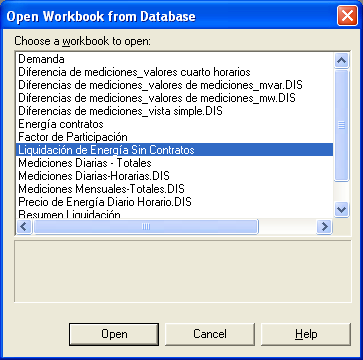 Open Workbook from Database
Choose a workbook to open:
Demanda
Diferencia de mediciones_valores cuarto horarios
Diferencias de mediciones_valores de mediciones_mvar.DIS
Diferencias de mediciones_valores de mediciones_mw.DIS
Diferencias de mediciones_vista simple.DIS
Energía contratos
Factor de Participación
Liquidación de Energía Sin Contratos
Mediciones Diarias - Totales
Mediciones Diarias-Horarias.DIS
Mediciones Mensuales-Totales.DIS
Precio de Energía Diario Horario.DIS
Resumen Liquidación
Open Cancel Help